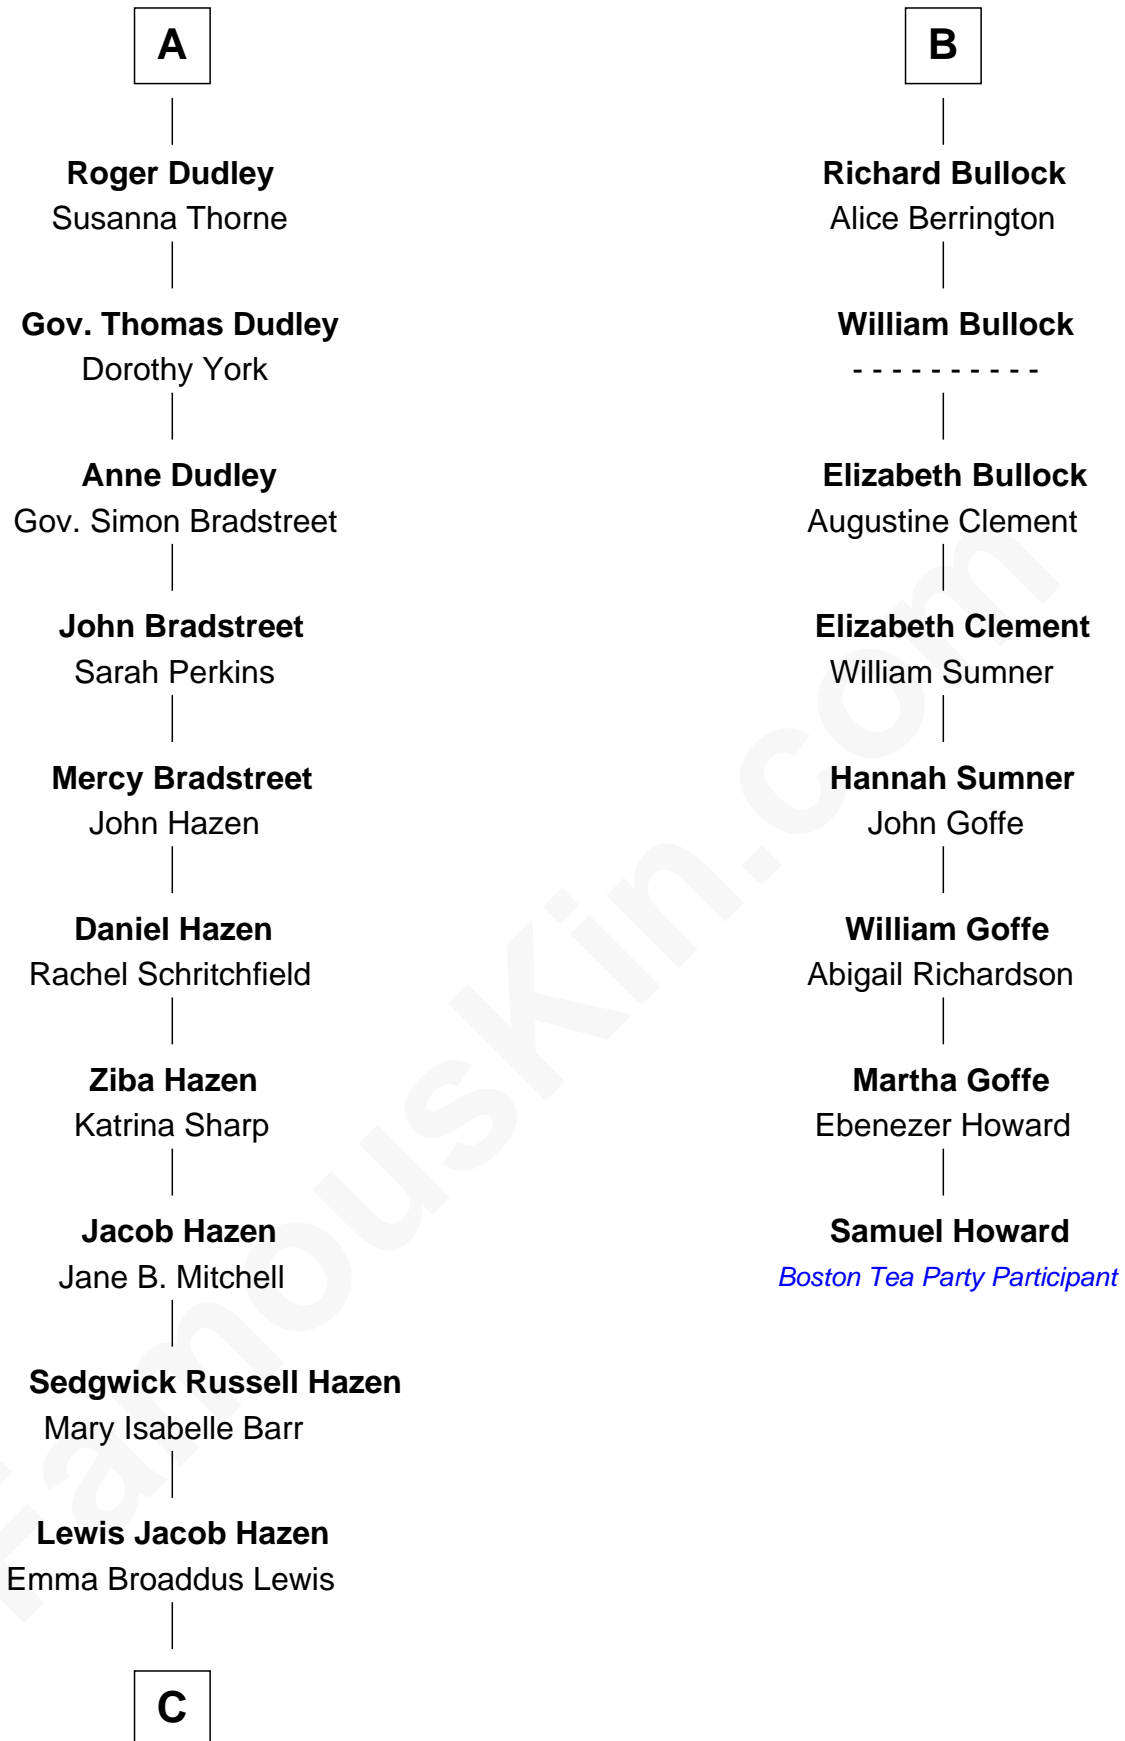 A
Roger Dudley
Susanna Thorne
Gov. Thomas Dudley
Dorothy York
Anne Dudley
Gov. Simon Bradstreet
John Bradstreet
Sarah Perkins
Mercy Bradstreet
John Hazen
Daniel Hazen
Rachel Schritchfield
Ziba Hazen
Katrina Sharp
Jacob Hazen
Jane B. Mitchell
Sedgwick Russell Hazen
Mary Isabelle Barr
Lewis Jacob Hazen
Emma Broaddus Lewis
C
B
Richard Bullock
Alice Berrington
William Bullock
- - - - - - - - - -
Elizabeth Bullock
Augustine Clement
Elizabeth Clement
William Sumner
Hannah Sumner
John Goffe
William Goffe
Abigail Richardson
Martha Goffe
Ebenezer Howard
Samuel Howard
Boston Tea Party Participant
FamousKin.com